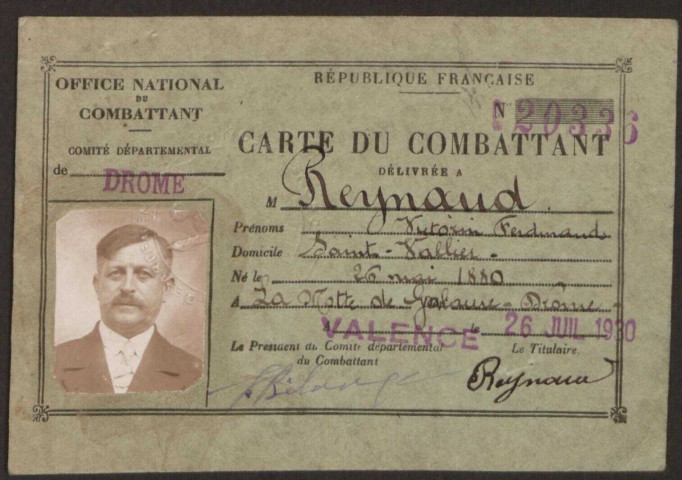 OFFICE NATIONAL
DU
COMBATTANT
COMITÉ DÉPARTEMENTAL
de DROME
RÉPUBLIQUE FRANÇAISE
N 20336
CARTE DU COMBATTANT
DÉLIVRÉE A
M Reynaud
Prénoms Victorin Ferdinand
Domicile Saint-Vallier-
Né le 26 mai 1880
A La Motte de Galaure-Drôme-
VALENCE le 26 JUIL 1930
Le Président du Comité départemental
du Combattant
Le Titulaire
Reynaud